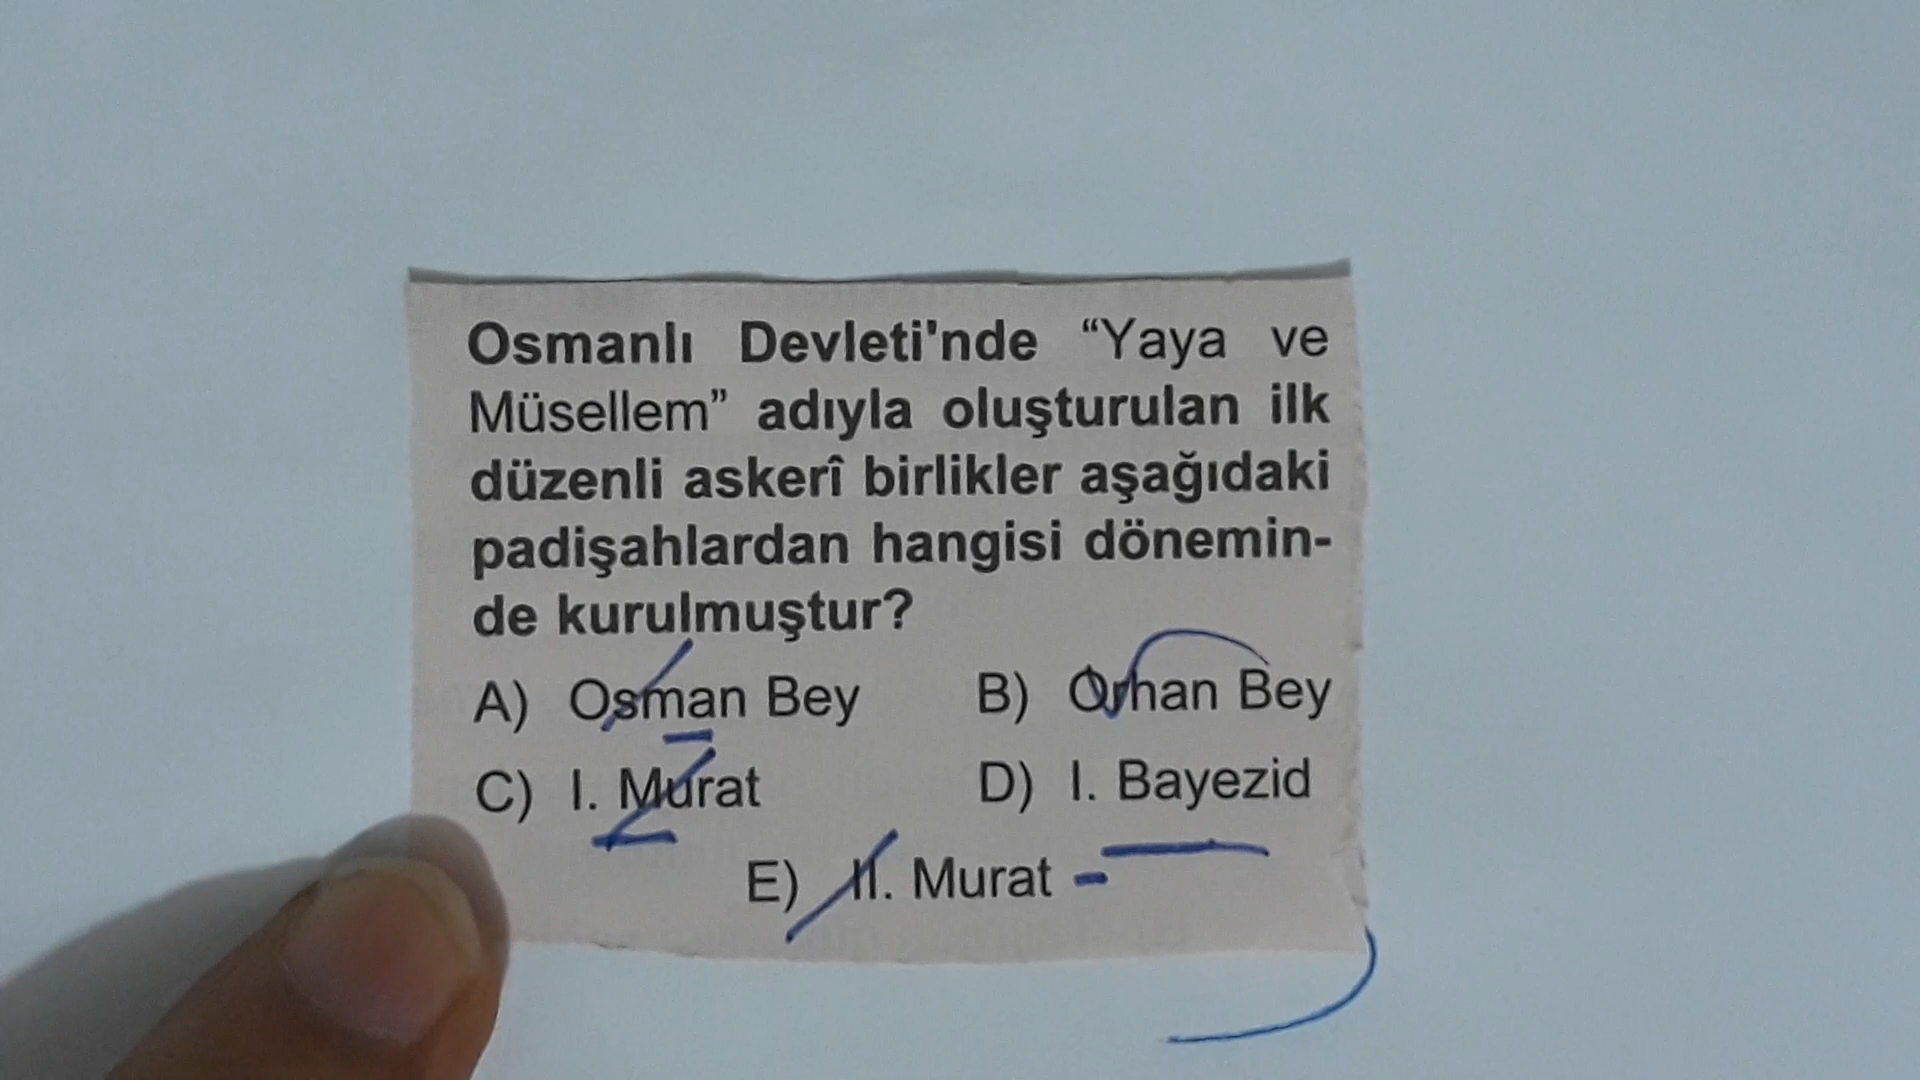 Osmanlı Devleti'nde “Yaya ve
Müsellem” adıyla oluşturulan ilk
düzenli askerî birlikler aşağıdaki
padişahlardan hangisi dönemin-
de kurulmuştur?
A) Osman Bey B) Orhan Bey
C) I. Murat D) I. Bayezid
E) II. Murat